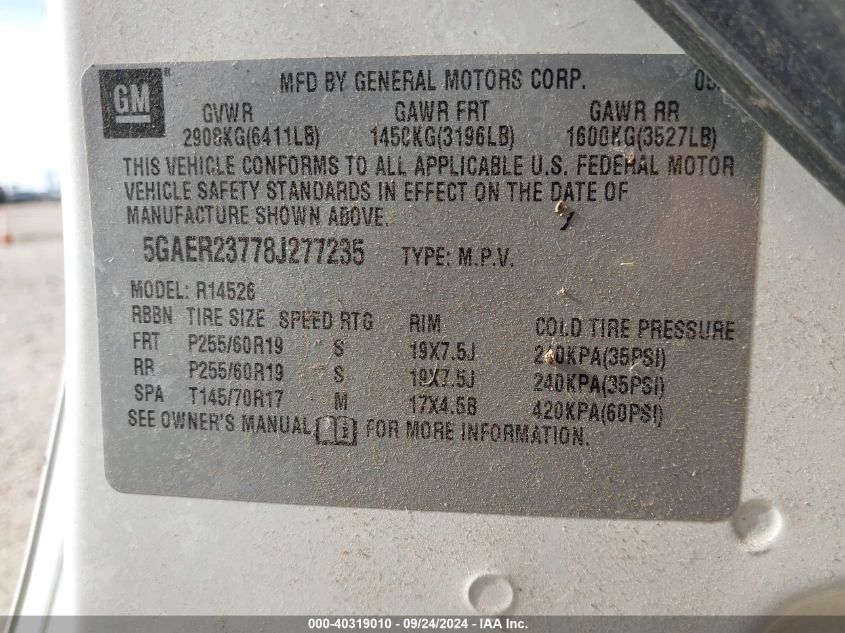 GM ®
MFD BY GENERAL MOTORS CORP.
GVWR GAWR FRT GAWR RR
2908KG(6411LB) 1450KG(3196LB) 1600KG(3527LB)
THIS VEHICLE CONFORMS TO ALL APPLICABLE U.S. FEDERAL MOTOR
VEHICLE SAFETY STANDARDS IN EFFECT ON THE DATE OF
MANUFACTURE SHOWN ABOVE.
5GAER23778J277235 TYPE: M.P.V.
MODEL: R14526
RBBN TIRE SIZE SPEED RTG RIM COLD TIRE PRESSURE
FRT P255/60R19 S 19X7.5J 240KPA(35PSI)
RR P255/60R19 S 19X7.5J 240KPA(35PSI)
SPA T145/70R17 M 17X4.5B 420KPA(60PSI)
SEE OWNER'S MANUAL FOR MORE INFORMATION.
000-40319010 / 09/24/2024 - IAAI.COM